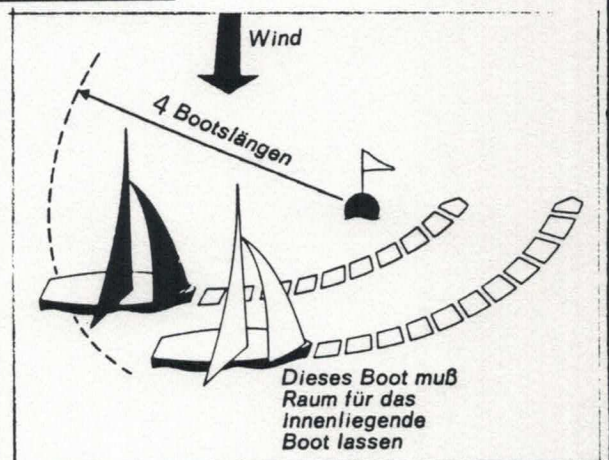 Wind
4 Bootslängen
Dieses Boot muß
Raum für das
innenliegende
Boot lassen